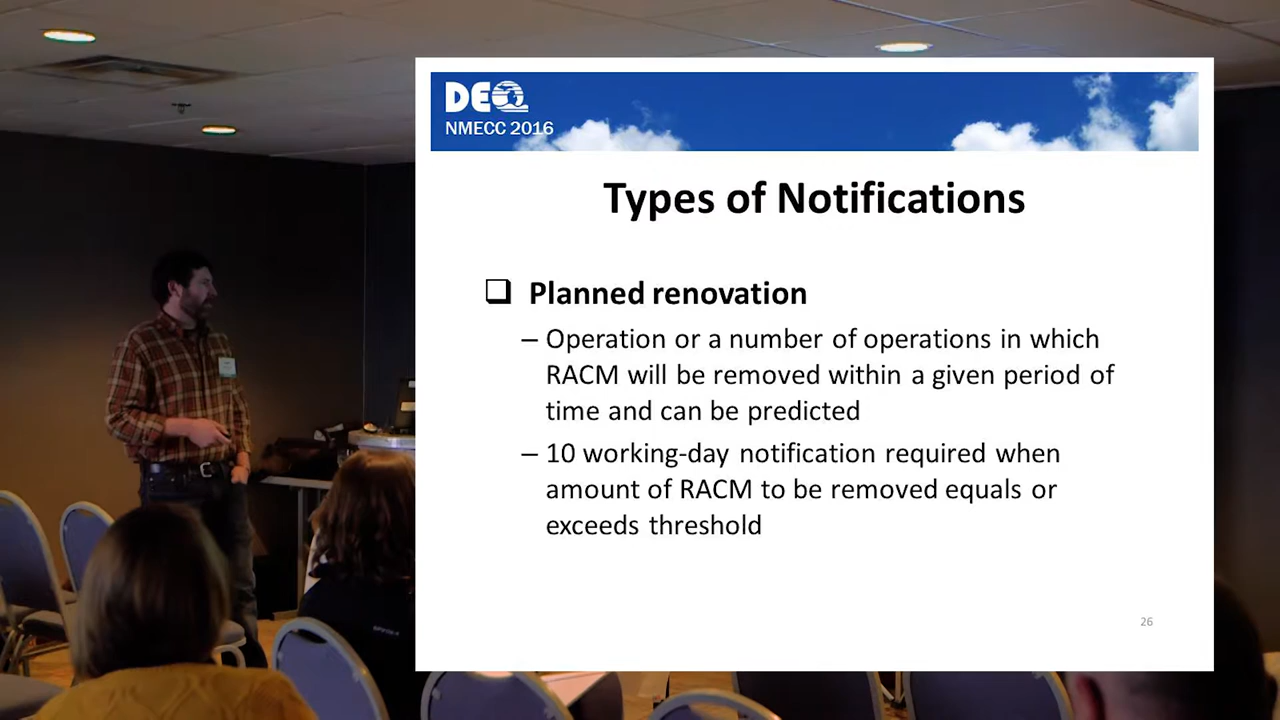 DEQ
NMECC 2016
Types of Notifications
❑ Planned renovation
– Operation or a number of operations in which
RACM will be removed within a given period of
time and can be predicted
– 10 working-day notification required when
amount of RACM to be removed equals or
exceeds threshold
26